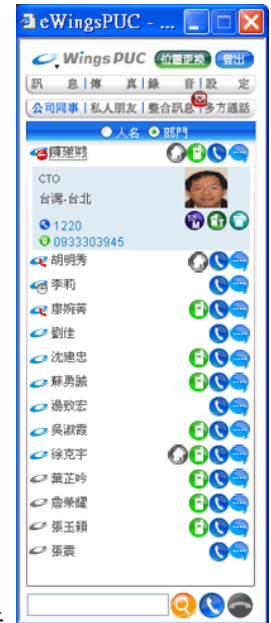 eWingsPUC - ...
Wings PUC 位置更換 登出
訊 息 | 傳 真 | 錄 音 | 設 定
公司同事 | 私人朋友 | 整合訊息 | 多方通話
人名 部門
陳建邦
CTO
台灣-台北
1220
0933303945
胡明秀
李莉
廖婉菁
劉佳
沈建忠
蘇勇誠
湯致宏
吳淑霞
徐克宇
葉正吟
詹榮耀
張玉穎
張震